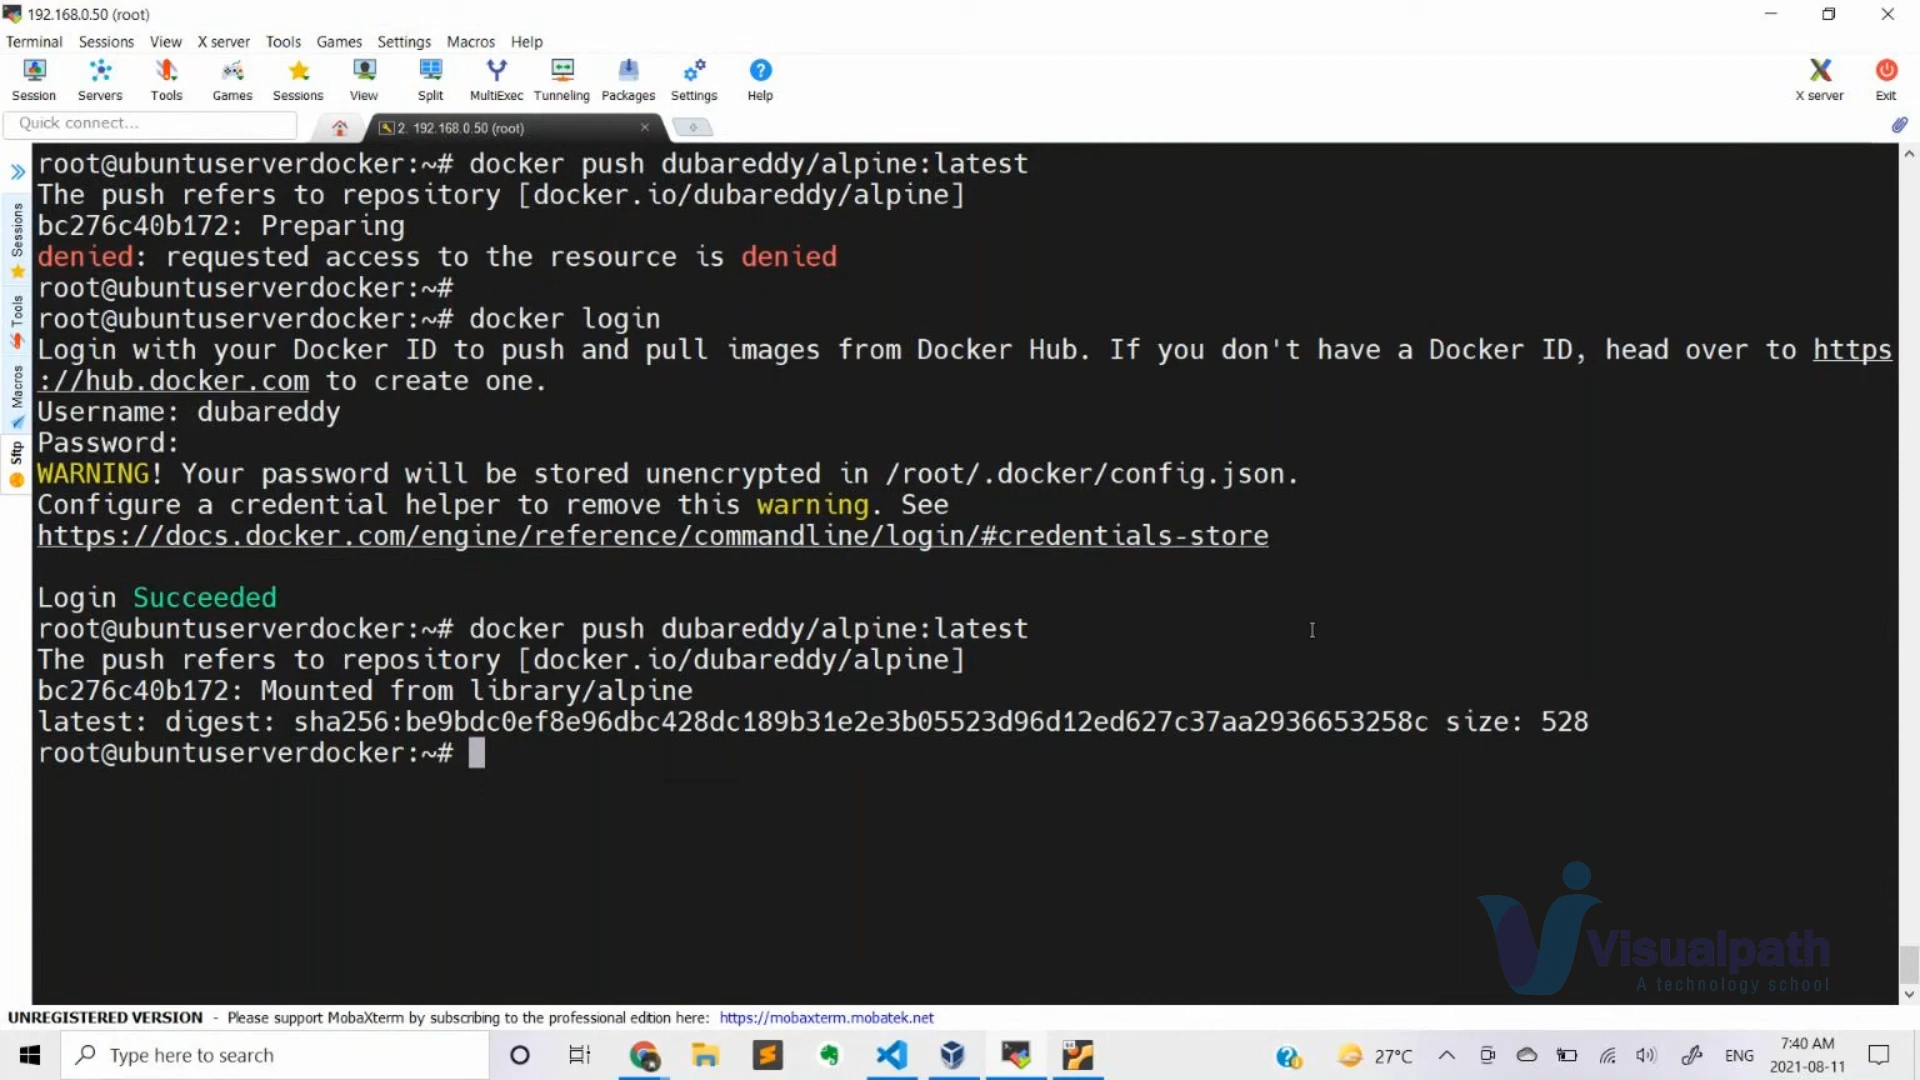 192.168.0.50 (root)
Terminal Sessions View X server Tools Games Settings Macros Help
Session Servers Tools Games Sessions View Split MultiExec Tunneling Packages Settings Help X server Exit
Quick connect...
2. 192.168.0.50 (root)
Sessions
Tools
Macros
Sftp
root@ubuntuserverdocker:~# docker push dubareddy/alpine:latest
The push refers to repository [docker.io/dubareddy/alpine]
bc276c40b172: Preparing
denied: requested access to the resource is denied
root@ubuntuserverdocker:~#
root@ubuntuserverdocker:~# docker login
Login with your Docker ID to push and pull images from Docker Hub. If you don't have a Docker ID, head over to https
://hub.docker.com to create one.
Username: dubareddy
Password:
WARNING! Your password will be stored unencrypted in /root/.docker/config.json.
Configure a credential helper to remove this warning. See
https://docs.docker.com/engine/reference/commandline/login/#credentials-store
Login Succeeded
root@ubuntuserverdocker:~# docker push dubareddy/alpine:latest
The push refers to repository [docker.io/dubareddy/alpine]
bc276c40b172: Mounted from library/alpine
latest: digest: sha256:be9bdc0ef8e96dbc428dc189b31e2e3b05523d96d12ed627c37aa2936653258c size: 528
root@ubuntuserverdocker:~#
Visualpath
A technology school
UNREGISTERED VERSION - Please support MobaXterm by subscribing to the professional edition here: https://mobaxterm.mobatek.net
Type here to search
27°C
ENG
7:40 AM
2021-08-11